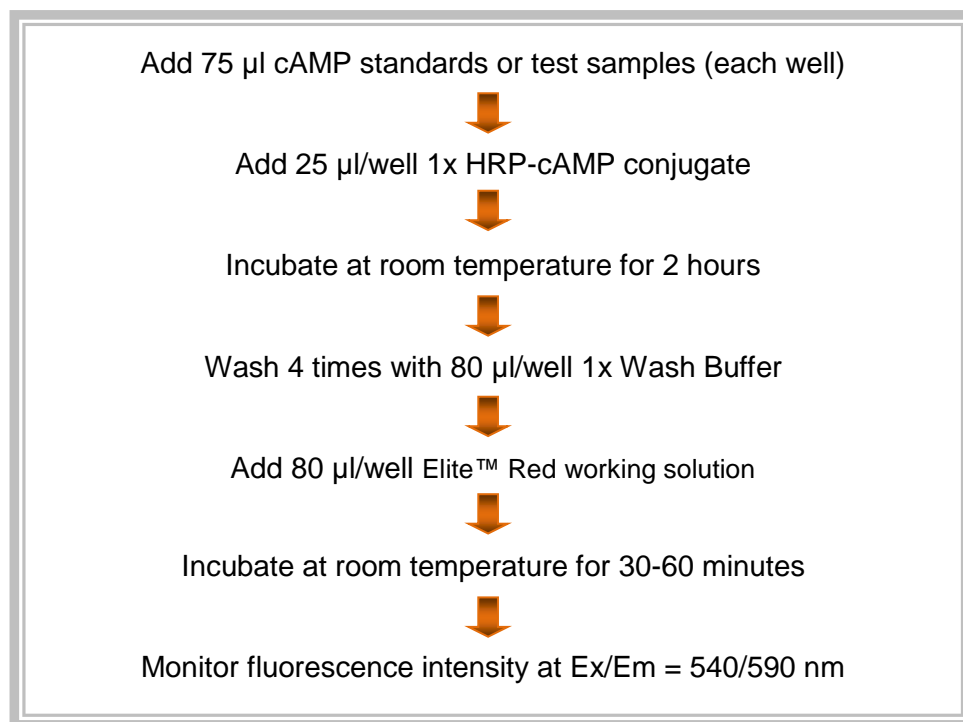 Add 75 µl cAMP standards or test samples (each well)
Add 25 µl/well 1x HRP-cAMP conjugate
Incubate at room temperature for 2 hours
Wash 4 times with 80 µl/well 1x Wash Buffer
Add 80 µl/well Elite™ Red working solution
Incubate at room temperature for 30-60 minutes
Monitor fluorescence intensity at Ex/Em = 540/590 nm